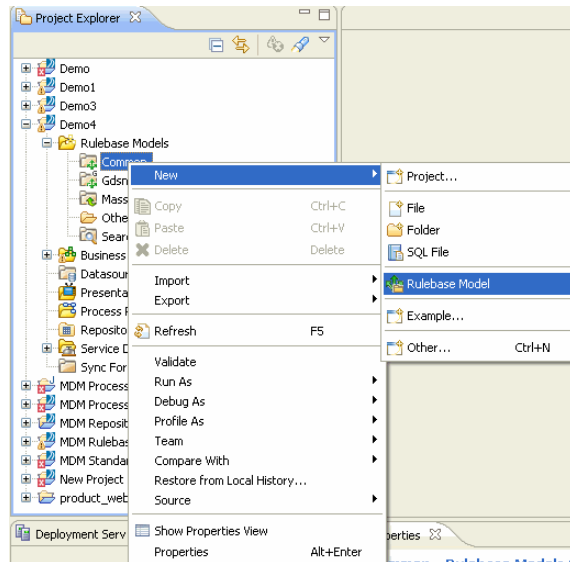 Project Explorer
Demo
Demo1
Demo3
Demo4
Rulebase Models
Common
Gdsn
Mass
Othe
Sear
Business
Datasour
Presenta
Process F
Reposito
Service D
Sync For
MDM Process
MDM Process
MDM Reposit
MDM Rulebas
MDM Standar
New Project
product_web
New
Copy Ctrl+C
Paste Ctrl+V
Delete Delete
Import
Export
Refresh F5
Validate
Run As
Debug As
Profile As
Team
Compare With
Restore from Local History...
Source
Show Properties View
Properties Alt+Enter
Project...
File
Folder
SQL File
Rulebase Model
Example...
Other... Ctrl+N
Deployment Serv
perties